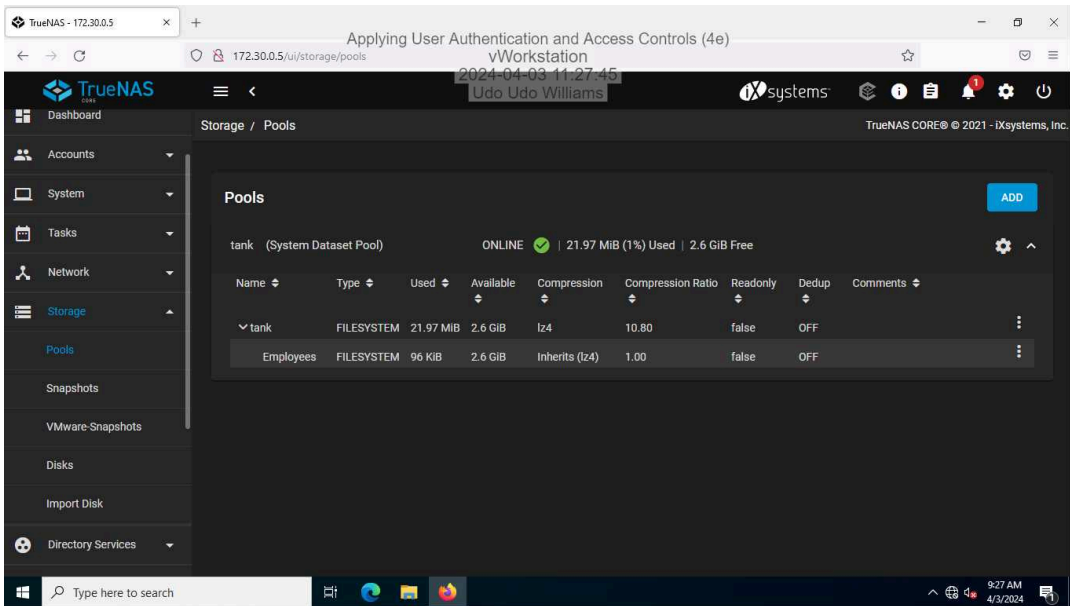 TrueNAS - 172.30.0.5
Applying User Authentication and Access Controls (4e)
172.30.0.5/ui/storage/pools
vWorkstation
2024-04-03 11:27:45
Udo Udo Williams
TrueNAS
CORE
iXsystems
1
Dashboard
Storage / Pools
TrueNAS CORE® © 2021 - iXsystems, Inc.
Accounts
System
Pools
ADD
Tasks
tank (System Dataset Pool) ONLINE | 21.97 MiB (1%) Used | 2.6 GiB Free
Network
Name Type Used Available Compression Compression Ratio Readonly Dedup Comments
Storage
tank FILESYSTEM 21.97 MiB 2.6 GiB lz4 10.80 false OFF
Pools
Employees FILESYSTEM 96 KiB 2.6 GiB Inherits (lz4) 1.00 false OFF
Snapshots
VMware-Snapshots
Disks
Import Disk
Directory Services
Type here to search
9:27 AM
4/3/2024
1